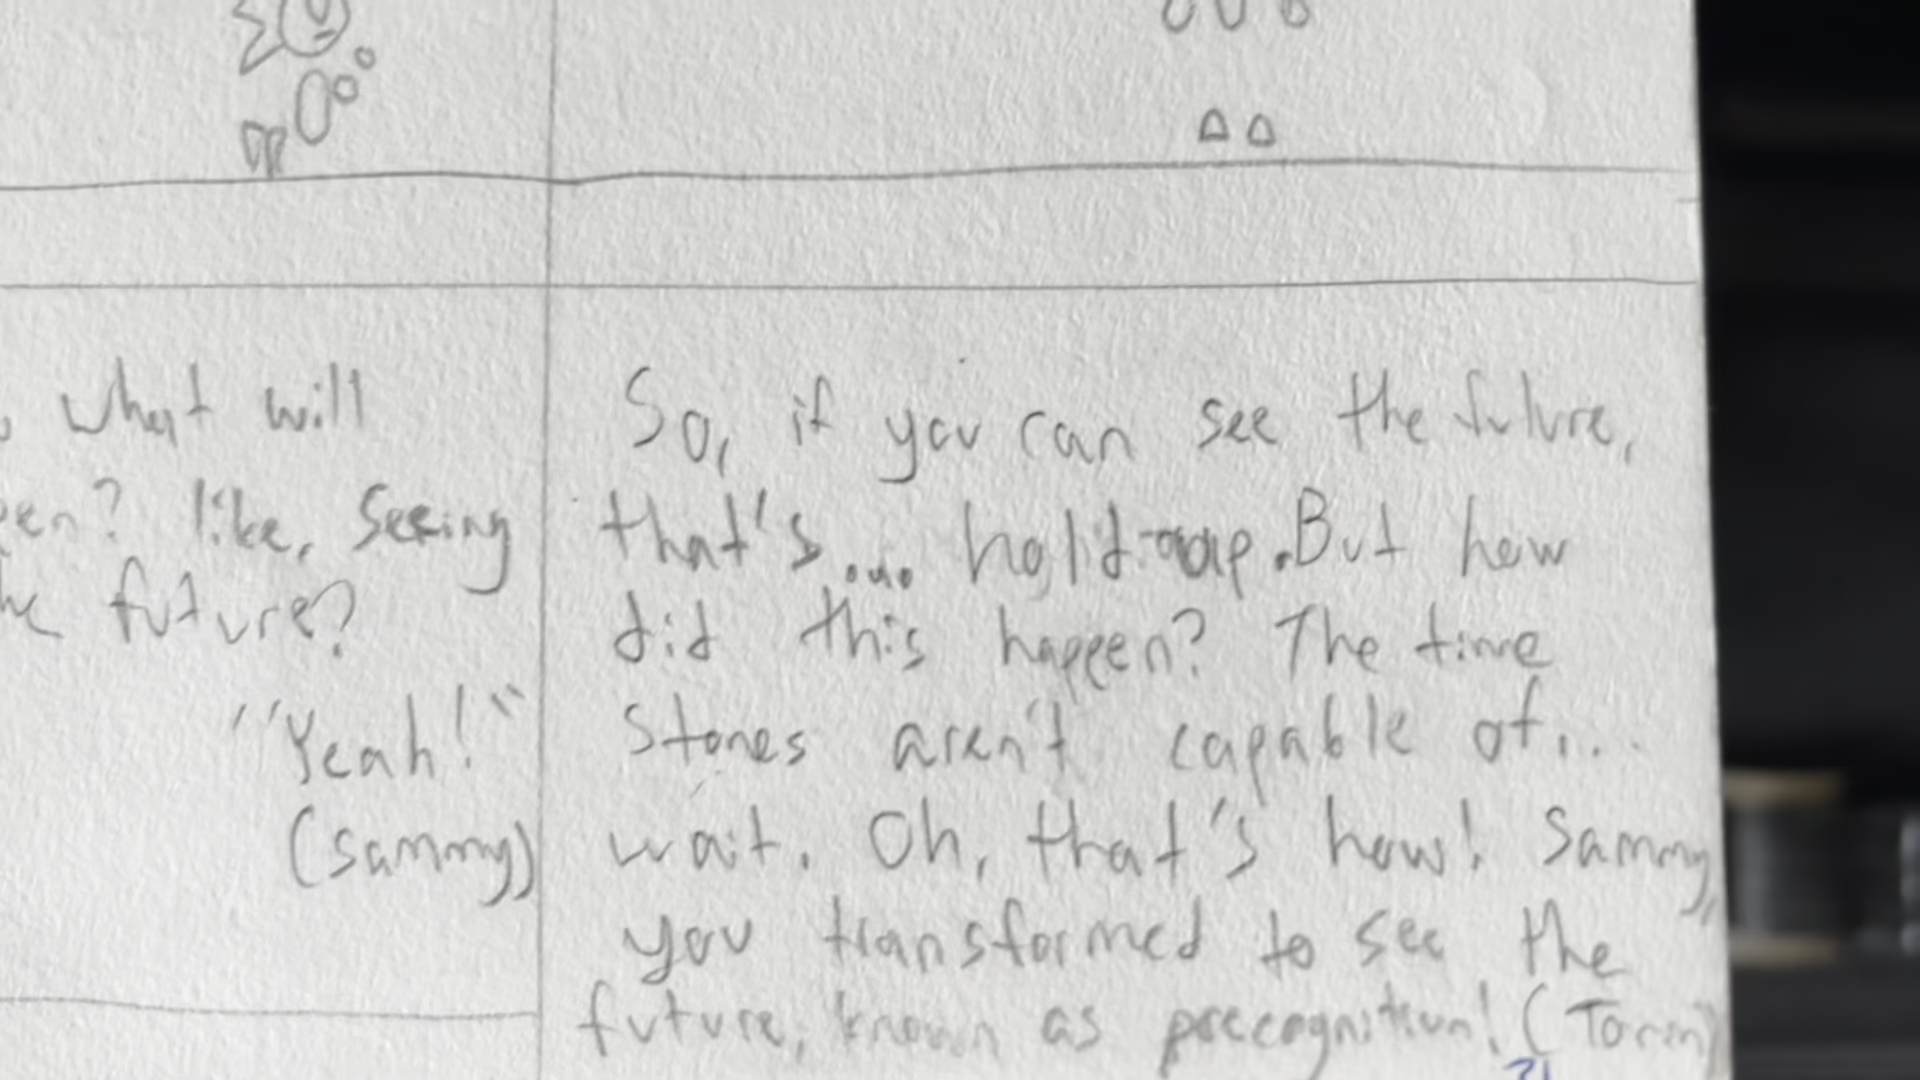 what will
? like, seeing
future?
"Yeah!"
(sammy)
So, if you can see the future,
that's... hold up. But how
did this happen? The time
stones aren't capable of...
wait. Oh, that's how! Sammy,
you transformed to see the
future, known as precognition! (Torin)